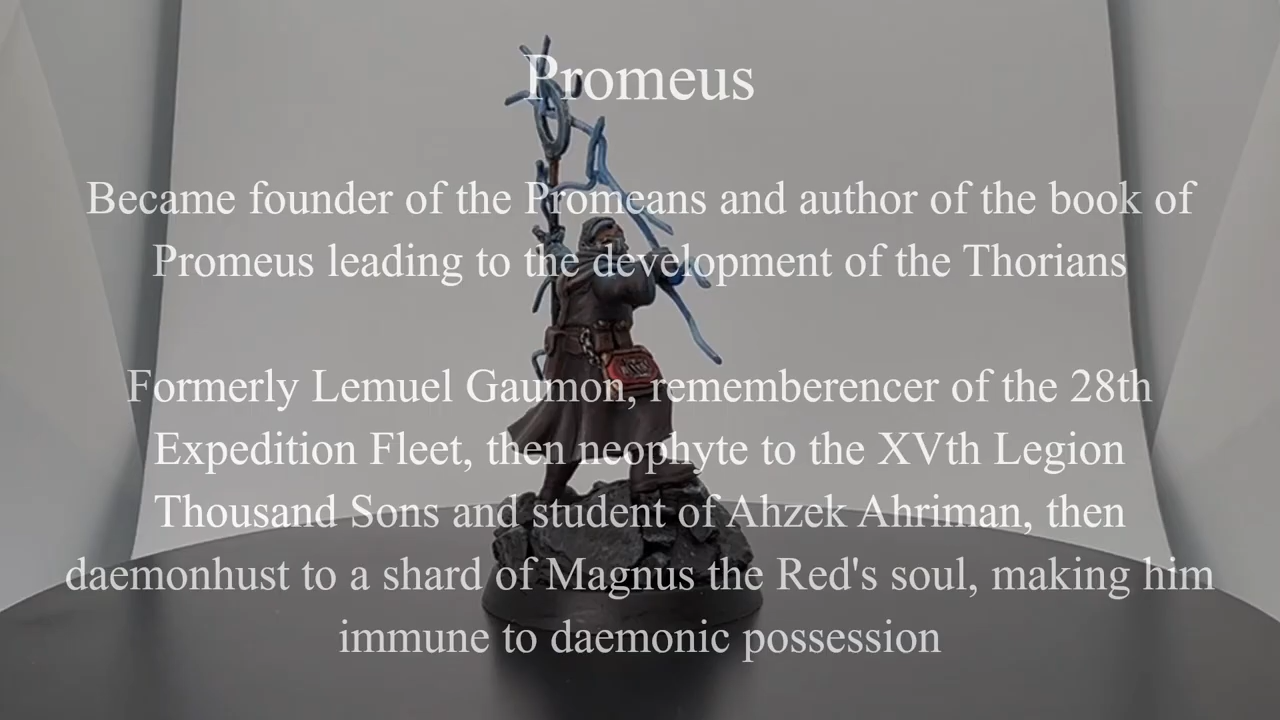 Promeus
Became founder of the Promeans and author of the book of
Promeus leading to the development of the Thorians
Formerly Lemuel Gaumon, rememberencer of the 28th
Expedition Fleet, then neophyte to the XVth Legion
Thousand Sons and student of Ahzek Ahriman, then
daemonhust to a shard of Magnus the Red's soul, making him
immune to daemonic possession